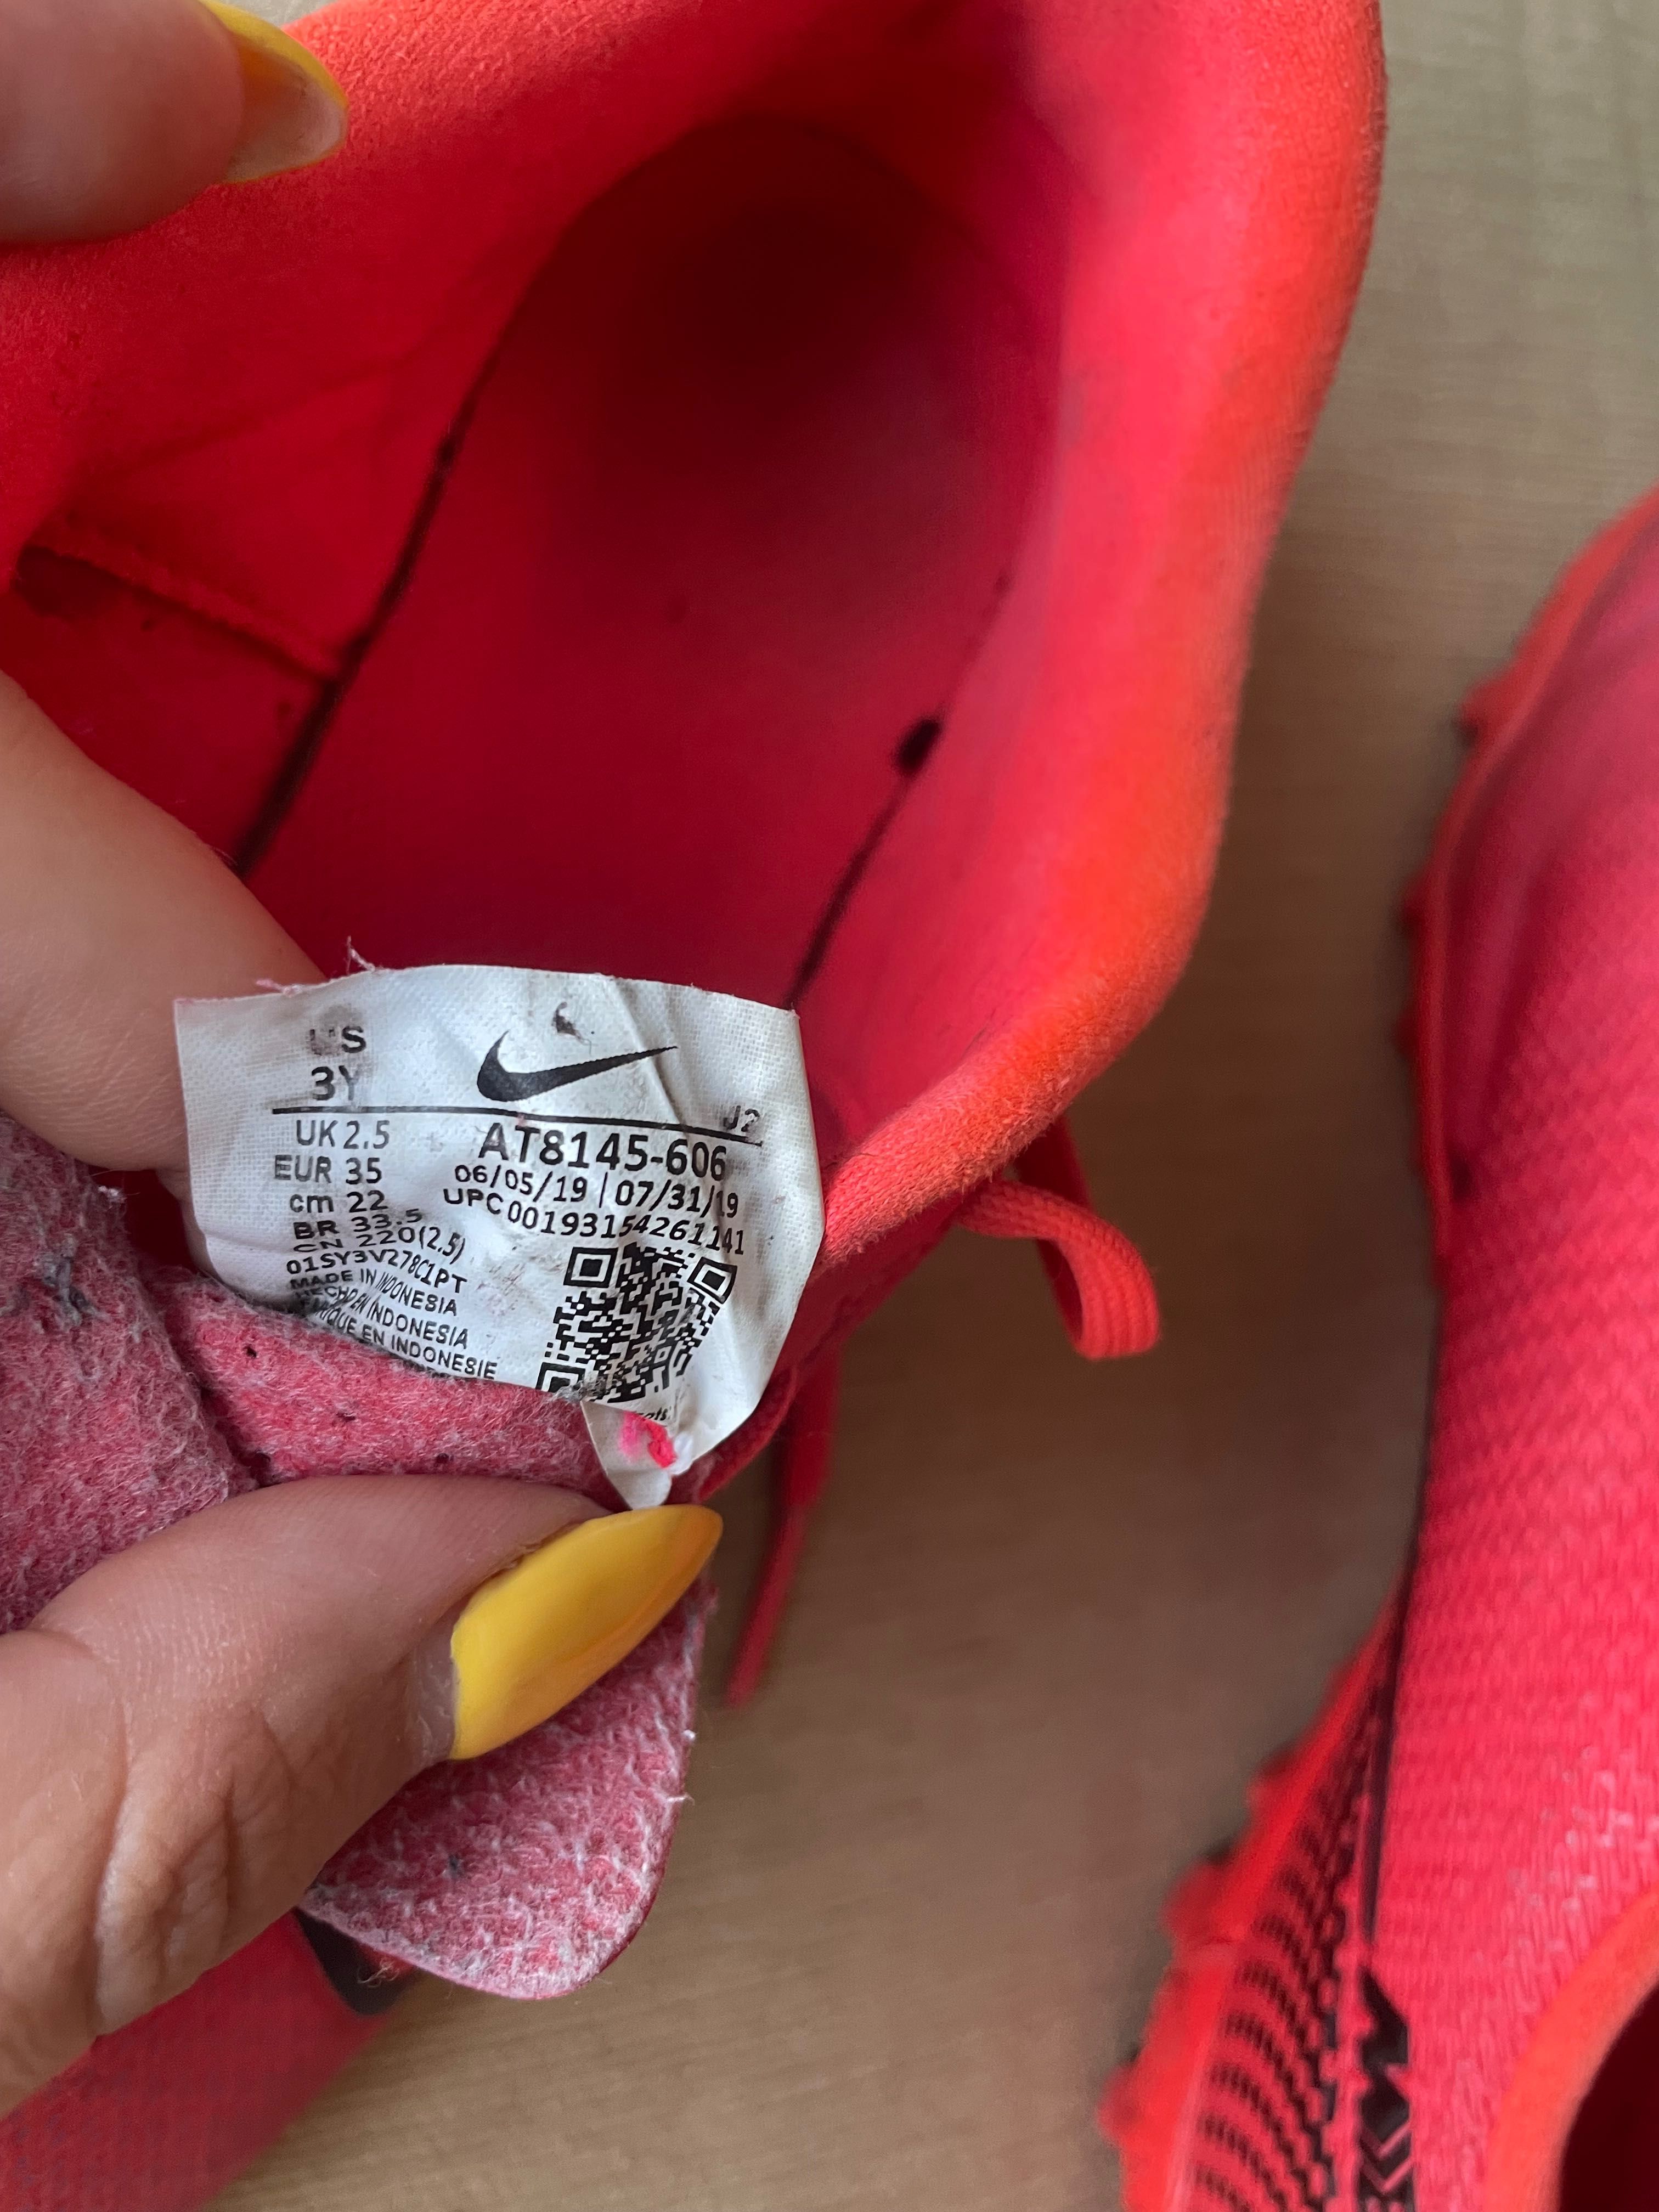 US
3Y
J2
UK 2.5
EUR 35
cm 22
BR 33.5
CN 220(2.5)
01SY3V278C1PT
MADE IN INDONESIA
HECHO EN INDONESIA
EN INDONESIE
AT8145-606
06/05/19 | 07/31/19
UPC 00193154261141